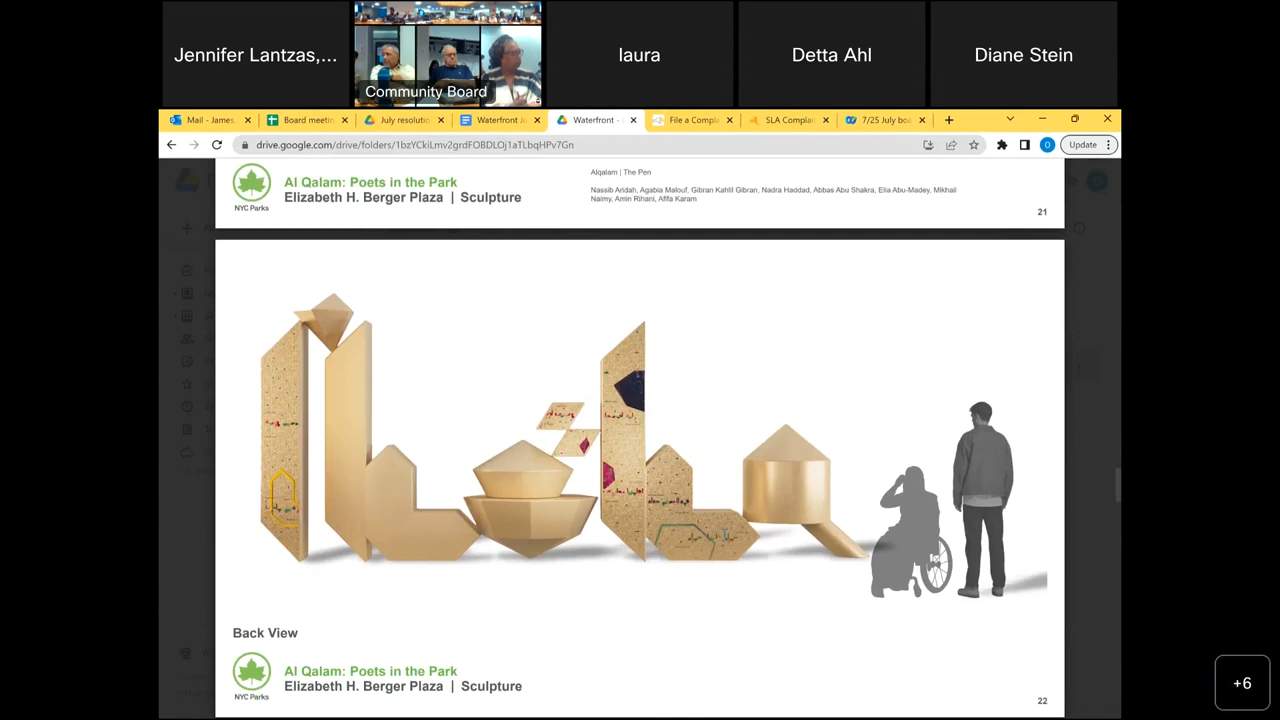 Jennifer Lantzas,...
Community Board
laura
Detta Ahl
Diane Stein
Mail - James,
Board meetin
July resolutio
Waterfront Ju
Waterfront -
File a Compla
SLA Complain
7/25 July boa
drive.google.com/drive/folders/
Update
NYC Parks
Al Qalam: Poets in the Park
Elizabeth H. Berger Plaza | Sculpture
Alqalam | The Pen
Nassib Aridah, Agabia Malouf, Gibran Kahlil Gibran, Nadra Haddad, Abbas Abu Shakra, Elia Abu-Madey, Mikhail
Naimy, Amin Rihani, Afifa Karam
21
Back View
NYC Parks
Al Qalam: Poets in the Park
Elizabeth H. Berger Plaza | Sculpture
22
+6